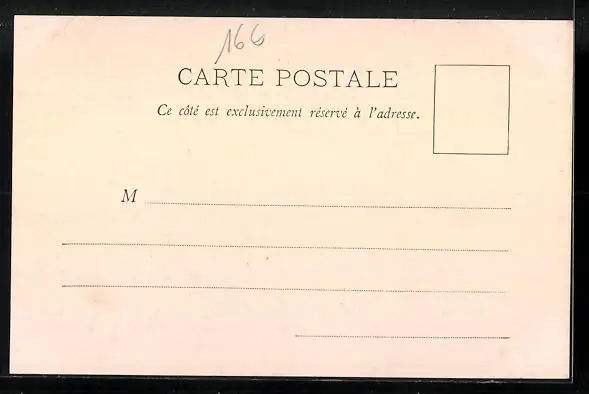 166
CARTE POSTALE
Ce côté est exclusivement réservé à l'adresse.
M